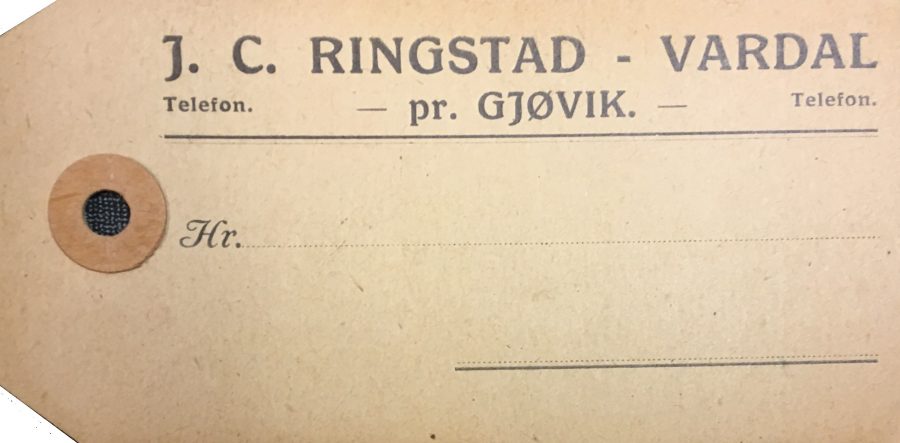 J. C. RINGSTAD - VARDAL
Telefon. — pr. GJØVIK. — Telefon.
Hr.